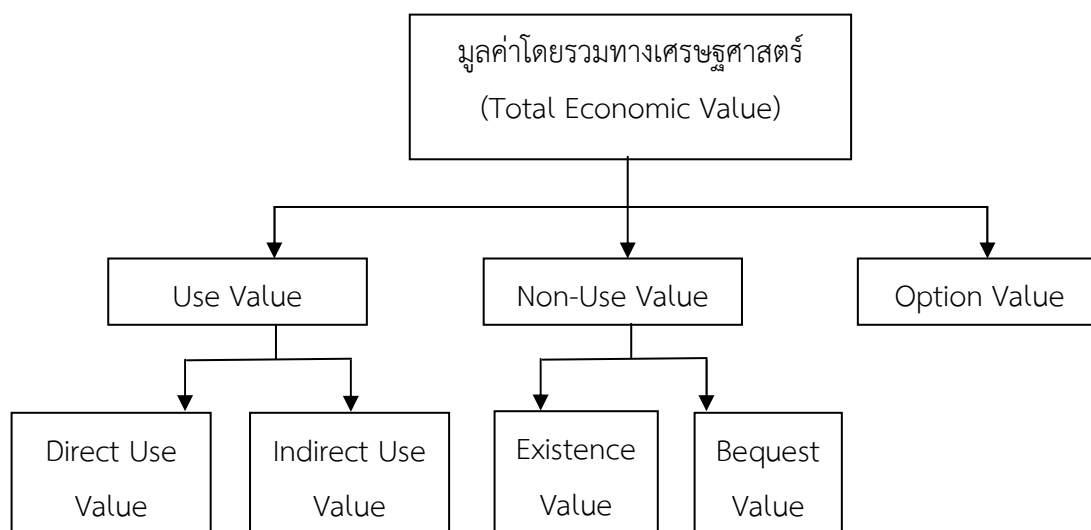 มูลค่าโดยรวมทางเศรษฐศาสตร์
(Total Economic Value)
Use Value
Non-Use Value
Option Value
Direct Use
Value
Indirect Use
Value
Existence
Value
Bequest
Value